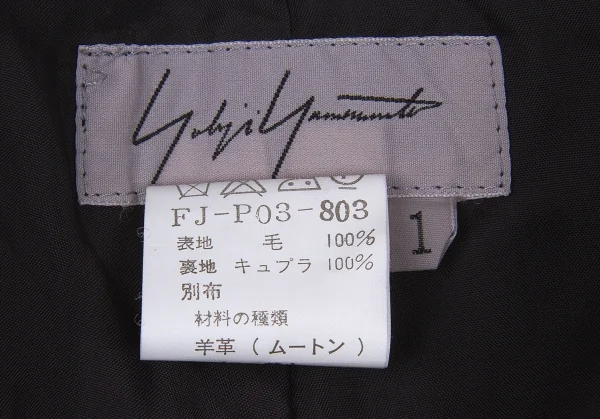 Yohji Yamamoto
FJ-P03-803
1
表地 毛 100%
裏地 キュプラ 100%
別布
材料の種類
羊革 (ムートン)